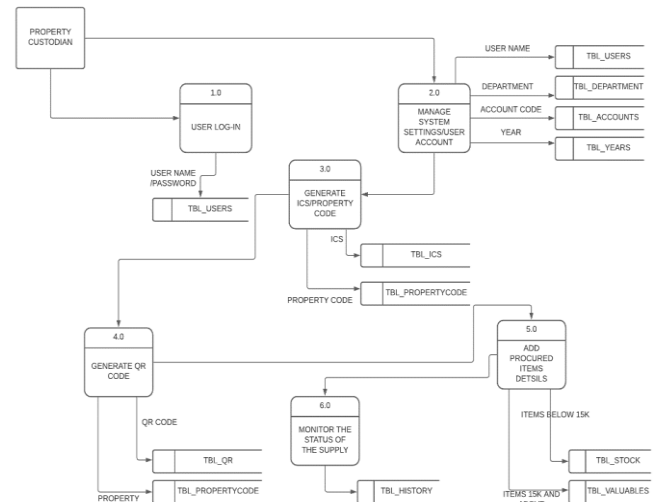 PROPERTY
CUSTODIAN
1.0
USER LOG-IN
USER NAME
/PASSWORD
TBL_USERS
2.0
MANAGE
SYSTEM
SETTINGS/USER
ACCOUNT
USER NAME
TBL_USERS
DEPARTMENT
TBL_DEPARTMENT
ACCOUNT CODE
TBL_ACCOUNTS
YEAR
TBL_YEARS
3.0
GENERATE
ICS/PROPERTY
CODE
ICS
TBL_ICS
PROPERTY CODE
TBL_PROPERTYCODE
4.0
GENERATE QR
CODE
QR CODE
TBL_QR
PROPERTY
TBL_PROPERTYCODE
5.0
ADD
PROCURED
ITEMS
DETSILS
ITEMS BELOW 15K
TBL_STOCK
ITEMS 15K AND
TBL_VALUABLES
6.0
MONITOR THE
STATUS OF
THE SUPPLY
TBL_HISTORY